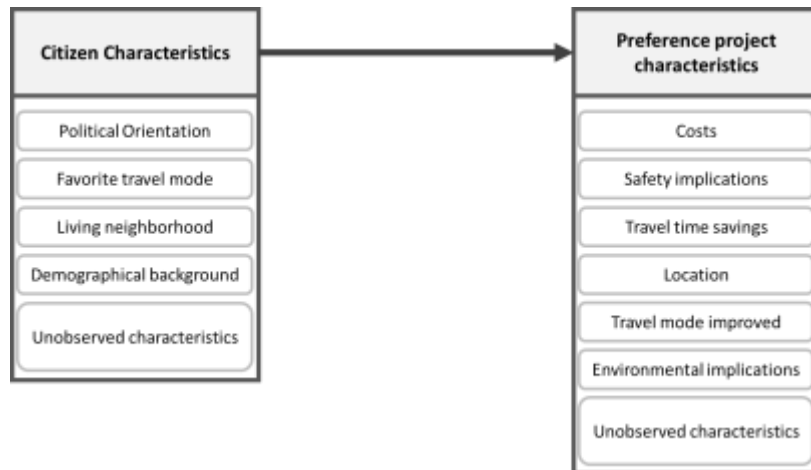 Citizen Characteristics
Political Orientation
Favorite travel mode
Living neighborhood
Demographical background
Unobserved characteristics
Preference project
characteristics
Costs
Safety implications
Travel time savings
Location
Travel mode improved
Environmental implications
Unobserved characteristics